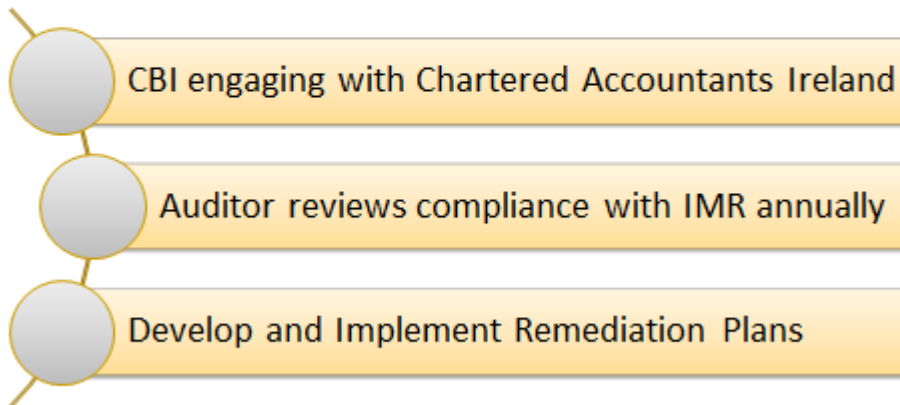 CBI engaging with Chartered Accountants Ireland
Auditor reviews compliance with IMR annually
Develop and Implement Remediation Plans